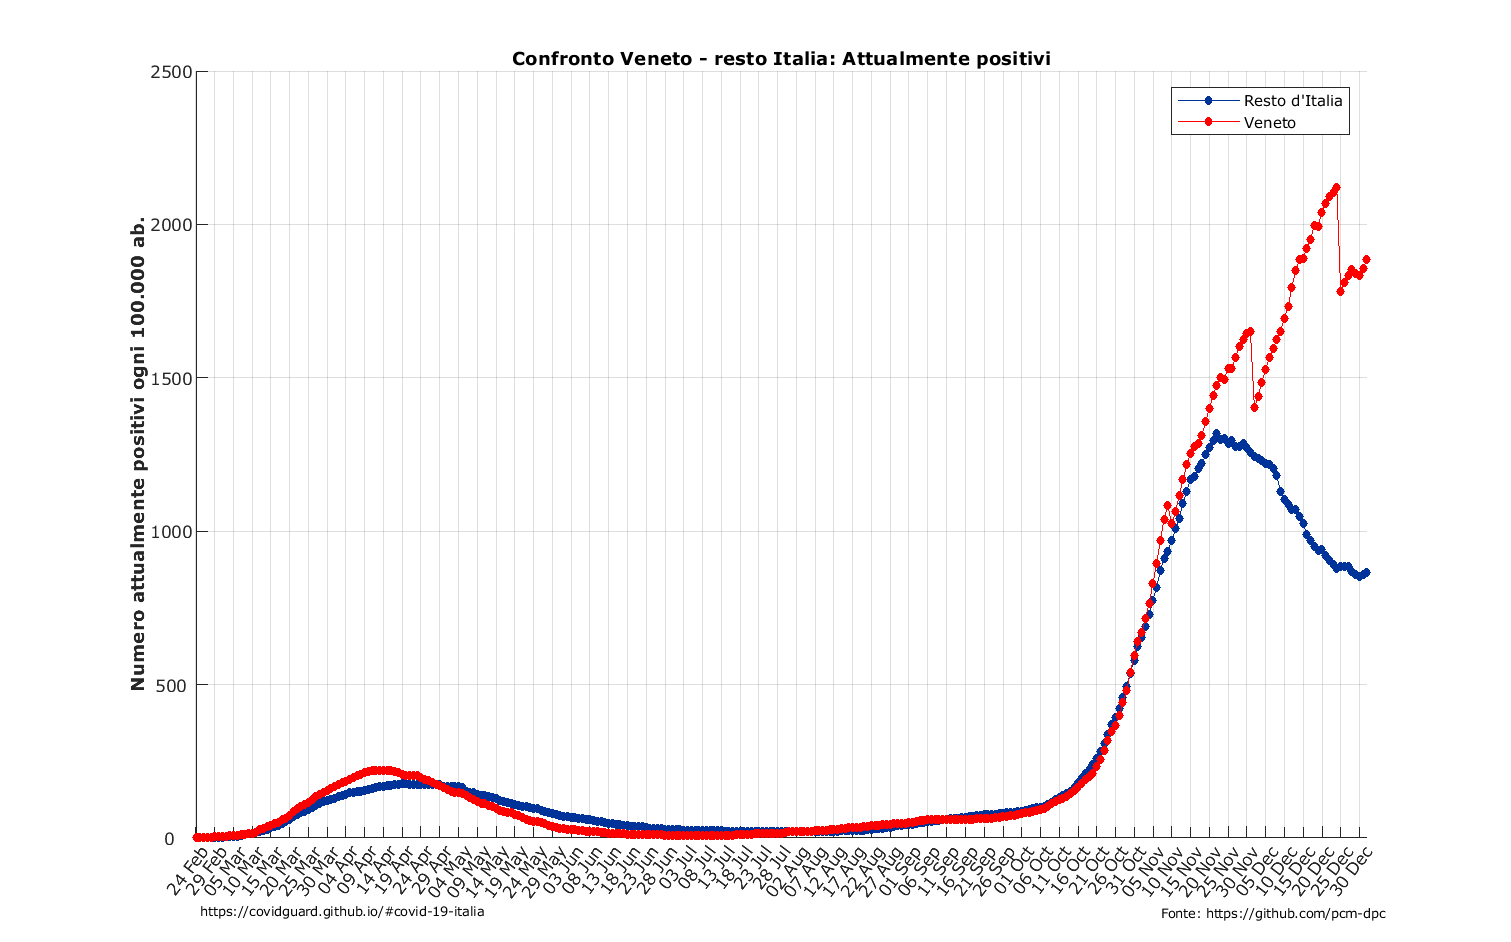 Confronto Veneto - resto Italia: Attualmente positivi
Resto d'Italia
Veneto
Numero attualmente positivi ogni 100.000 ab.
2500
2000
1500
1000
500
0
24 Feb
29 Feb
05 Mar
10 Mar
15 Mar
20 Mar
25 Mar
30 Mar
04 Apr
09 Apr
14 Apr
19 Apr
24 Apr
29 Apr
04 May
09 May
14 May
19 May
24 May
29 May
03 Jun
08 Jun
13 Jun
18 Jun
23 Jun
28 Jun
03 Jul
08 Jul
13 Jul
18 Jul
23 Jul
28 Jul
02 Aug
07 Aug
12 Aug
17 Aug
22 Aug
27 Aug
01 Sep
06 Sep
11 Sep
16 Sep
21 Sep
26 Sep
01 Oct
06 Oct
11 Oct
16 Oct
21 Oct
26 Oct
31 Oct
05 Nov
10 Nov
15 Nov
20 Nov
25 Nov
30 Nov
05 Dec
10 Dec
15 Dec
20 Dec
25 Dec
30 Dec
https://covidguard.github.io/#covid-19-italia
Fonte: https://github.com/pcm-dpc